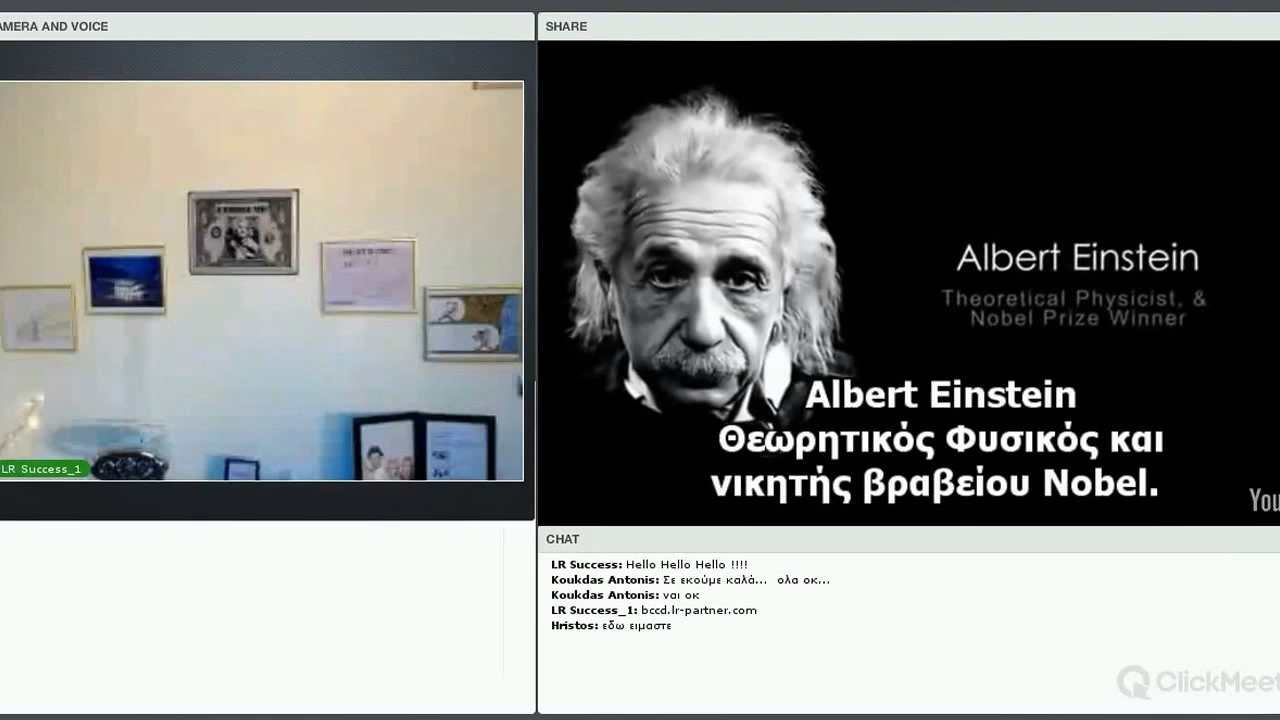 AMERA AND VOICE
LR Success_1
SHARE
Albert Einstein
Theoretical Physicist, &
Nobel Prize Winner
Albert Einstein
Θεωρητικός Φυσικός και
νικητής βραβείου Nobel.
You
CHAT
LR Success: Hello Hello Hello !!!!
Koukdas Antonis: Σε εκούμε καλά... ολα οκ...
Koukdas Antonis: ναι οκ
LR Success_1: bccd.lr-partner.com
Hristos: εδω ειμαστε
ClickMeet